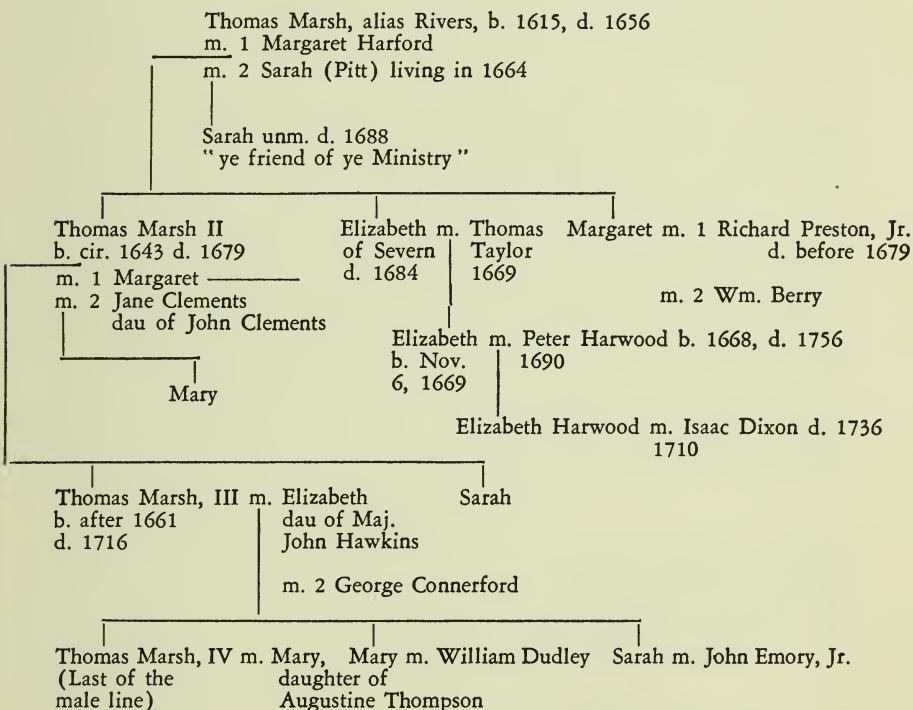 Thomas Marsh, alias Rivers, b. 1615, d. 1656
m. 1 Margaret Harford
m. 2 Sarah (Pitt) living in 1664
Sarah unm. d. 1688
"ye friend of ye Ministry"
Thomas Marsh II
b. cir. 1643 d. 1679
m. 1 Margaret
m. 2 Jane Clements
dau of John Clements
Mary
Elizabeth m. Thomas
of Severn Taylor
d. 1684 1669
Margaret m. 1 Richard Preston, Jr.
d. before 1679
m. 2 Wm. Berry
Elizabeth m. Peter Harwood b. 1668, d. 1756
b. Nov. 1690
6, 1669
Elizabeth Harwood m. Isaac Dixon d. 1736
1710
Thomas Marsh, III m. Elizabeth
b. after 1661 dau of Maj.
d. 1716 John Hawkins
m. 2 George Connerford
Sarah
Thomas Marsh, IV m. Mary,
(Last of the daughter of
male line) Augustine Thompson
Mary m. William Dudley
Sarah m. John Emory, Jr.